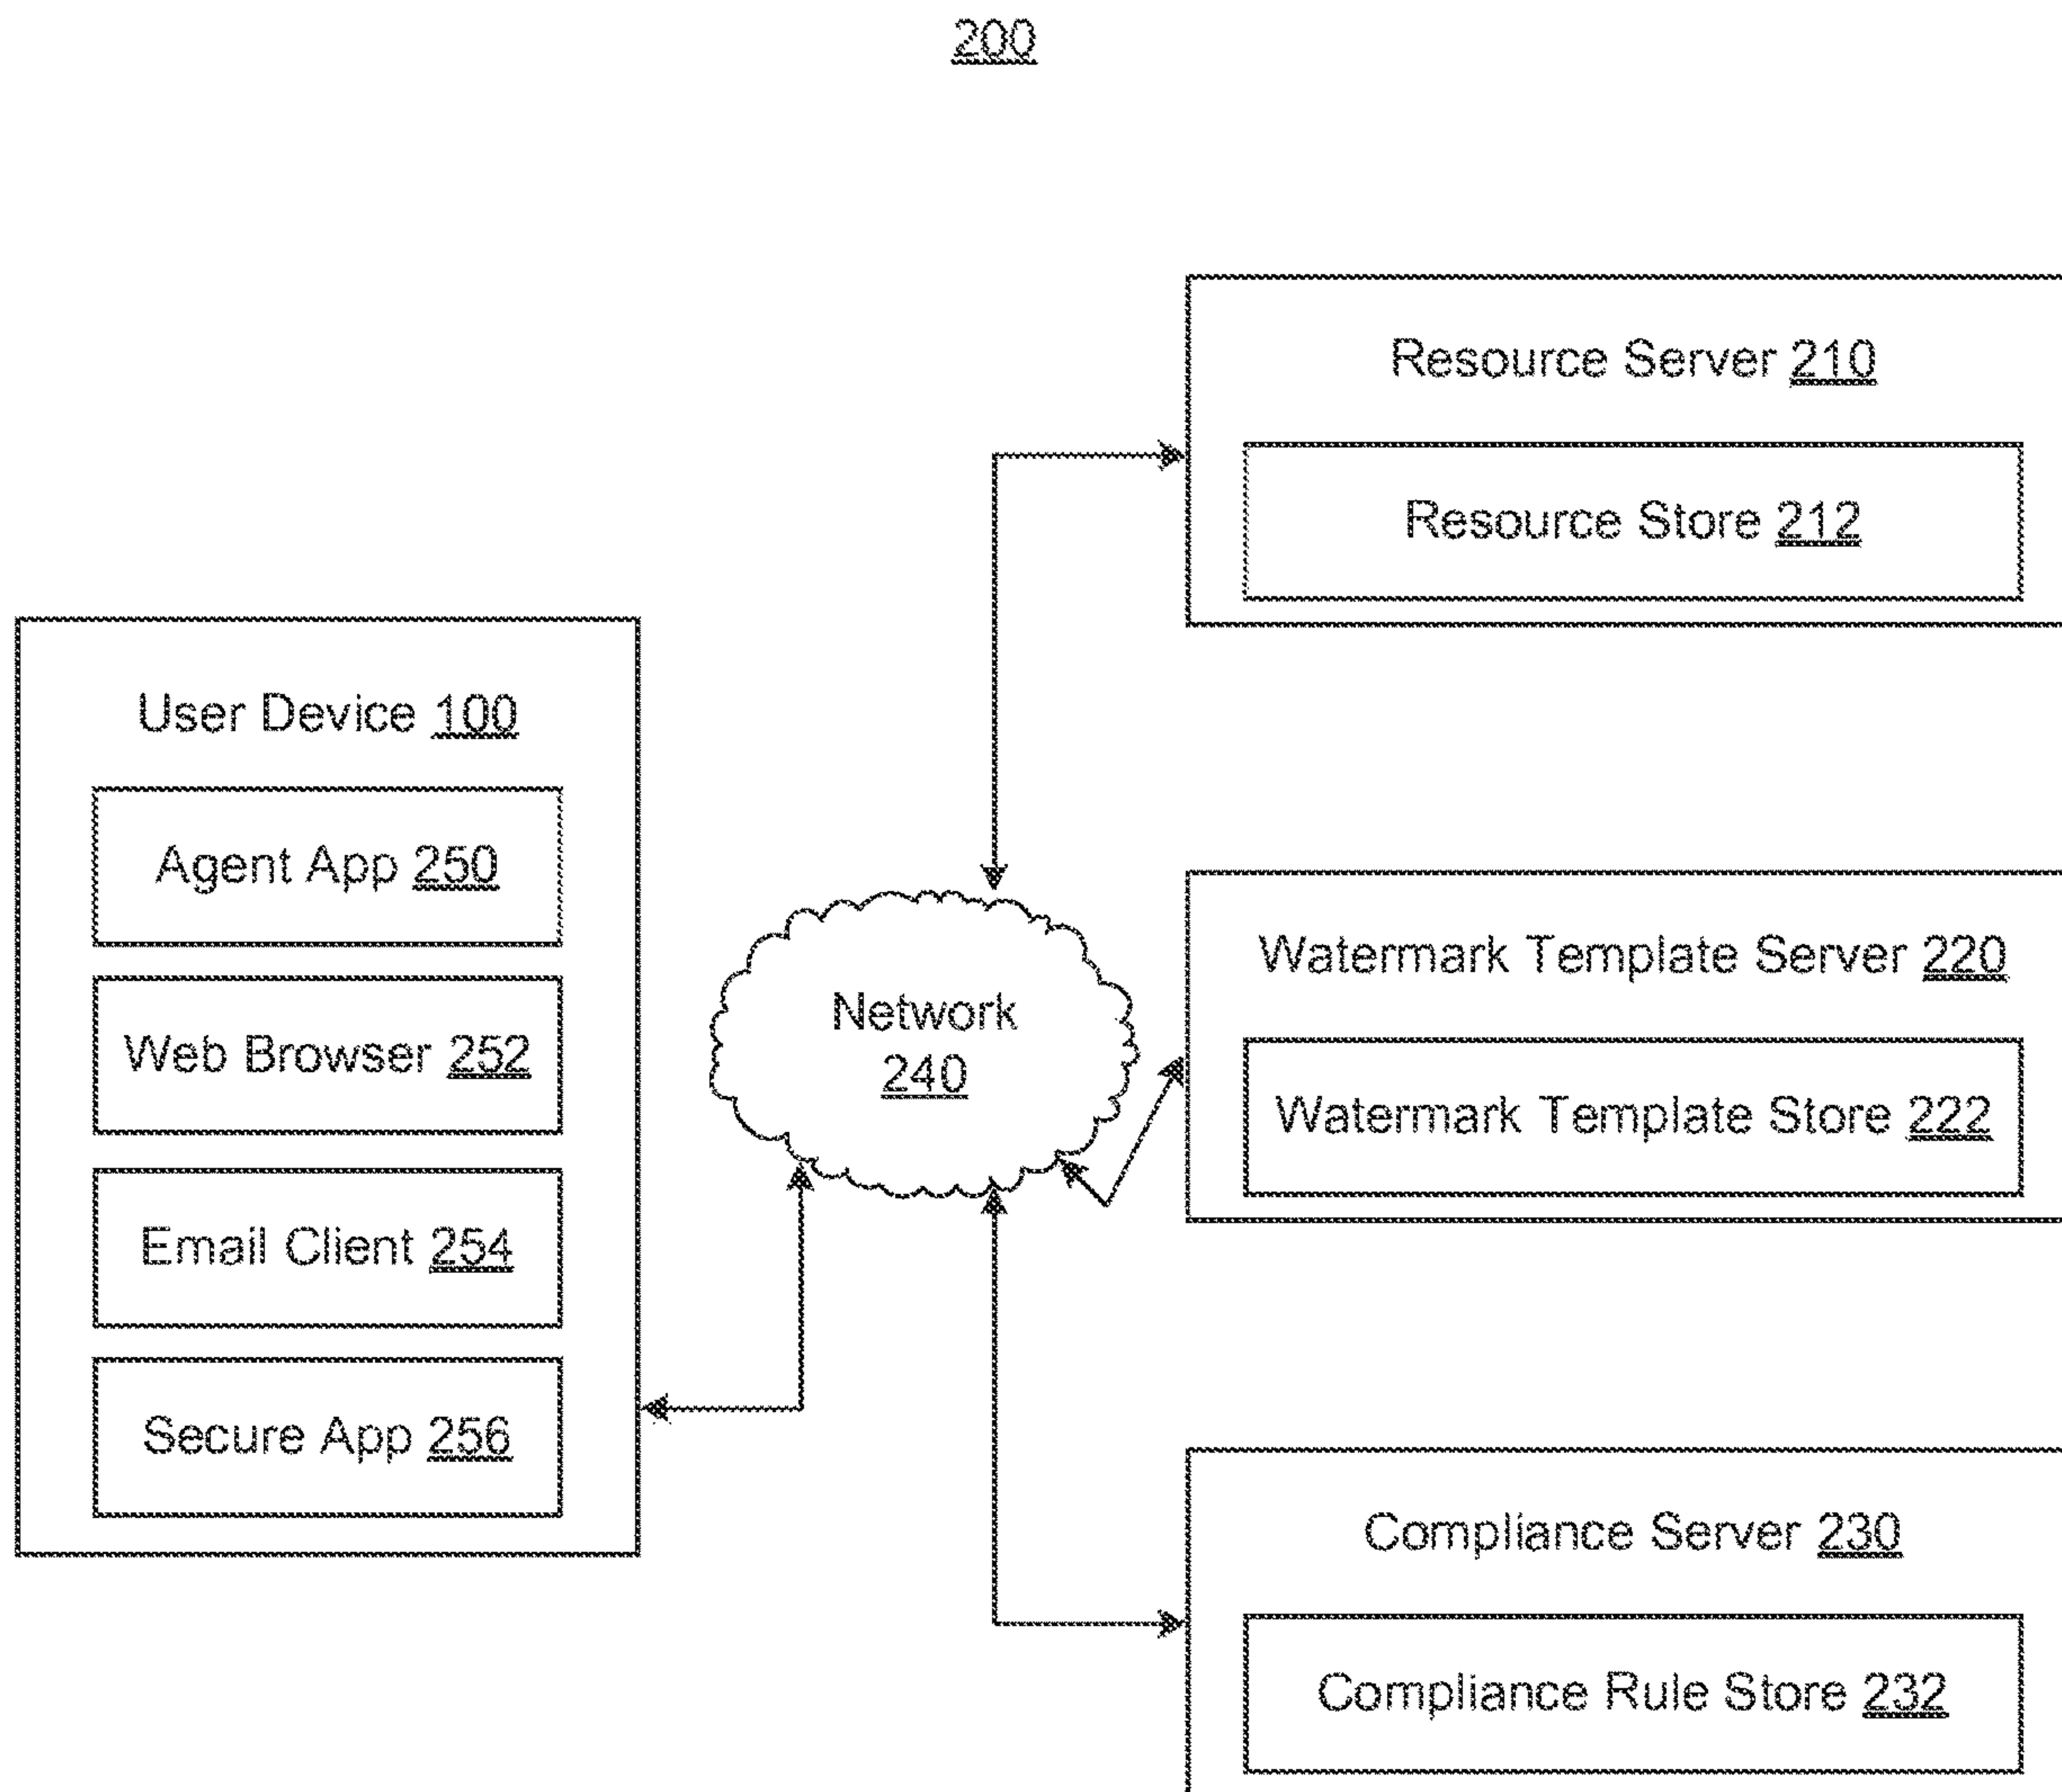 200
Resource Server 210
Resource Store 212
User Device 100
Agent App 250
Web Browser 252
Email Client 254
Secure App 256
Network
240
Watermark Template Server 220
Watermark Template Store 222
Compliance Server 230
Compliance Rule Store 232